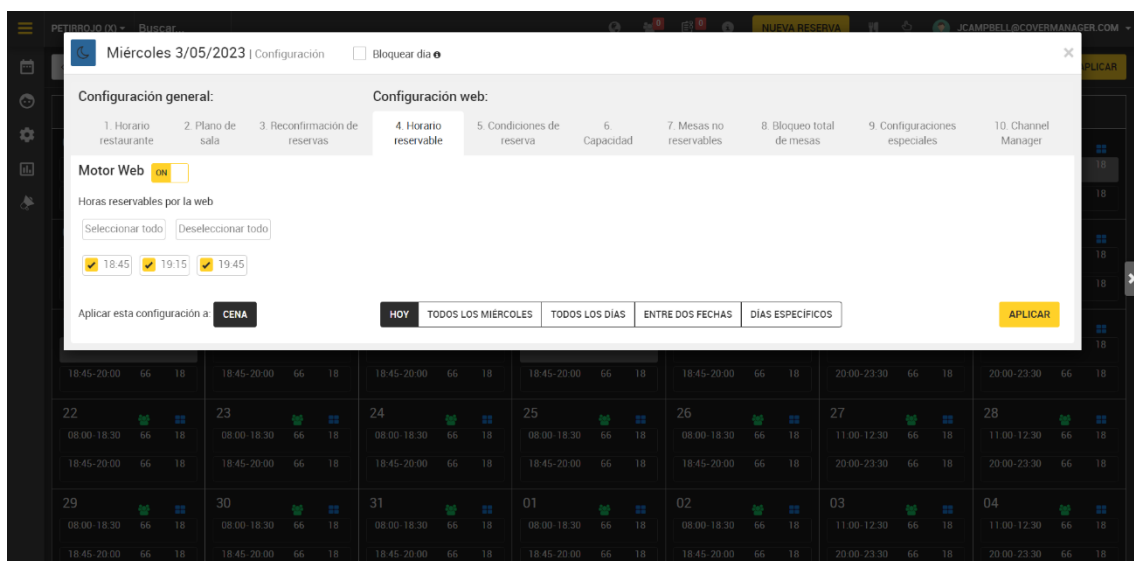 PETIRROJO (X) Buscar...
0 0 NUEVA RESERVA JCAMPBELL@COVERMANAGER.COM
Miércoles 3/05/2023 | Configuración Bloquear día
APLICAR
Configuración general: Configuración web:
1. Horario restaurante
2. Plano de sala
3. Reconfirmación de reservas
4. Horario reservable
5. Condiciones de reserva
6. Capacidad
7. Mesas no reservables
8. Bloqueo total de mesas
9. Configuraciones especiales
10. Channel Manager
Motor Web ON
18
Horas reservables por la web
18
Seleccionar todo Deseleccionar todo
18
18:45 19:15 19:45
18
Aplicar esta configuración a: CENA HOY TODOS LOS MIÉRCOLES TODOS LOS DÍAS ENTRE DOS FECHAS DÍAS ESPECÍFICOS APLICAR
18
18:45-20:00 66 18 18:45-20:00 66 18 18:45-20:00 66 18 18:45-20:00 66 18 18:45-20:00 66 18 20:00-23:30 66 18 20:00-23:30 66 18
22 23 24 25 26 27 28
08:00-18:30 66 18 08:00-18:30 66 18 08:00-18:30 66 18 08:00-18:30 66 18 08:00-18:30 66 18 11:00-12:30 66 18 11:00-12:30 66 18
18:45-20:00 66 18 18:45-20:00 66 18 18:45-20:00 66 18 18:45-20:00 66 18 18:45-20:00 66 18 20:00-23:30 66 18 20:00-23:30 66 18
29 30 31 01 02 03 04
08:00-18:30 66 18 08:00-18:30 66 18 08:00-18:30 66 18 08:00-18:30 66 18 08:00-18:30 66 18 11:00-12:30 66 18 11:00-12:30 66 18
18:45-20:00 66 18 18:45-20:00 66 18 18:45-20:00 66 18 18:45-20:00 66 18 18:45-20:00 66 18 20:00-23:30 66 18 20:00-23:30 66 18